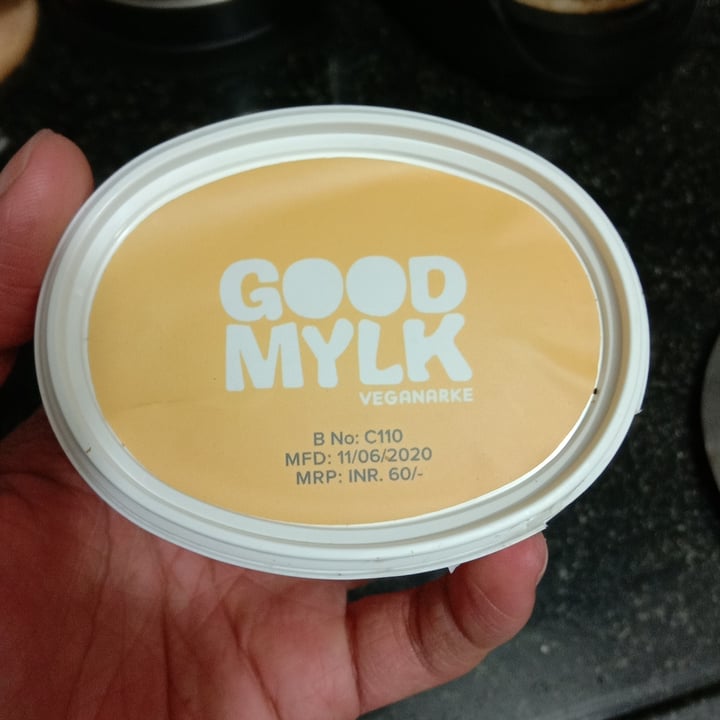 GOOD
MYLK
VEGANARKE
B No: C110
MFD: 11/06/2020
MRP: INR. 60/-